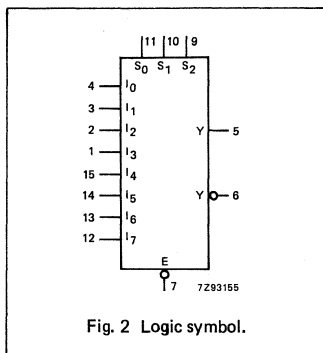 11 10 9
S0 S1 S2
4 I0
3 I1
2 I2
Y 5
1 I3
15 I4
14 I5
Y 6
13 I6
12 I7
E
7 7Z93155
Fig. 2 Logic symbol.